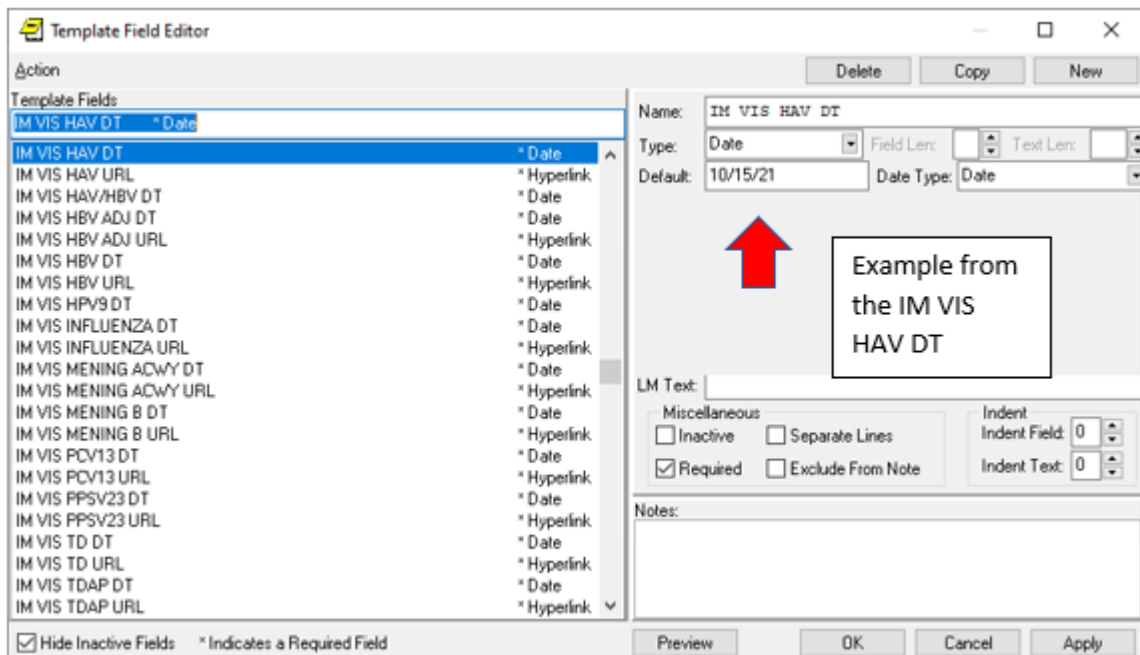 Template Field Editor
Action Delete Copy New
Template Fields
IM VIS HAV DT * Date
IM VIS HAV DT * Date
IM VIS HAV URL * Hyperlink
IM VIS HAV/HBV DT * Date
IM VIS HBV ADJ DT * Date
IM VIS HBV ADJ URL * Hyperlink
IM VIS HBV DT * Date
IM VIS HBV URL * Hyperlink
IM VIS HPV9 DT * Date
IM VIS INFLUENZA DT * Date
IM VIS INFLUENZA URL * Hyperlink
IM VIS MENING ACWY DT * Date
IM VIS MENING ACWY URL * Hyperlink
IM VIS MENING B DT * Date
IM VIS MENING B URL * Hyperlink
IM VIS PCV13 DT * Date
IM VIS PCV13 URL * Hyperlink
IM VIS PPSV23 DT * Date
IM VIS PPSV23 URL * Hyperlink
IM VIS TD DT * Date
IM VIS TD URL * Hyperlink
IM VIS TDAP DT * Date
IM VIS TDAP URL * Hyperlink
Name: IM VIS HAV DT
Type: Date Field Len: Text Len:
Default: 10/15/21 Date Type: Date
Example from
the IM VIS
HAV DT
LM Text:
Miscellaneous
Inactive Separate Lines
Required Exclude From Note
Indent
Indent Field: 0
Indent Text: 0
Notes:
Hide Inactive Fields * Indicates a Required Field
Preview OK Cancel Apply